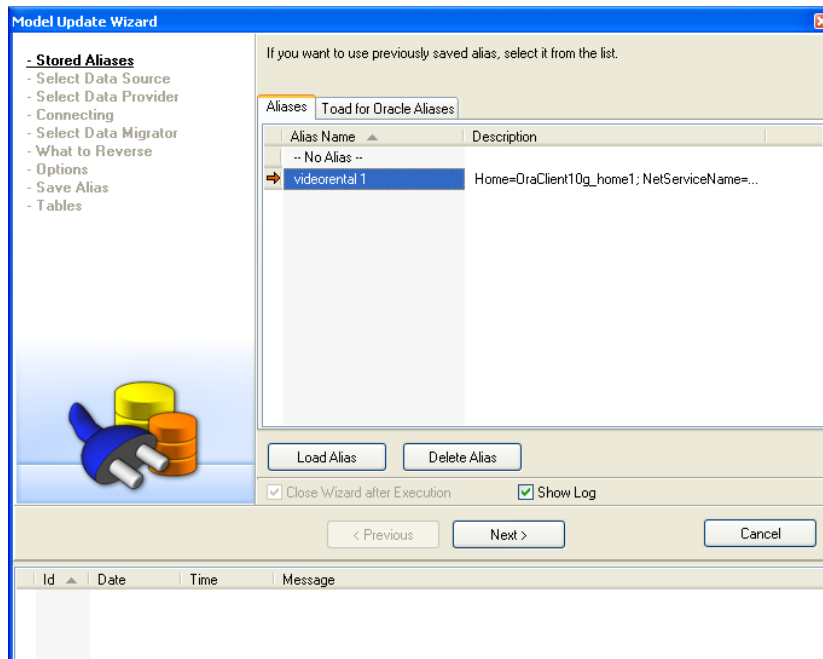 Model Update Wizard
- Stored Aliases
- Select Data Source
- Select Data Provider
- Connecting
- Select Data Migrator
- What to Reverse
- Options
- Save Alias
- Tables
If you want to use previously saved alias, select it from the list.
Aliases Toad for Oracle Aliases
Alias Name Description
-- No Alias --
videorental 1 Home=OraClient10g_home1; NetServiceName=...
Load Alias Delete Alias
Close Wizard after Execution Show Log
< Previous Next > Cancel
Id Date Time Message